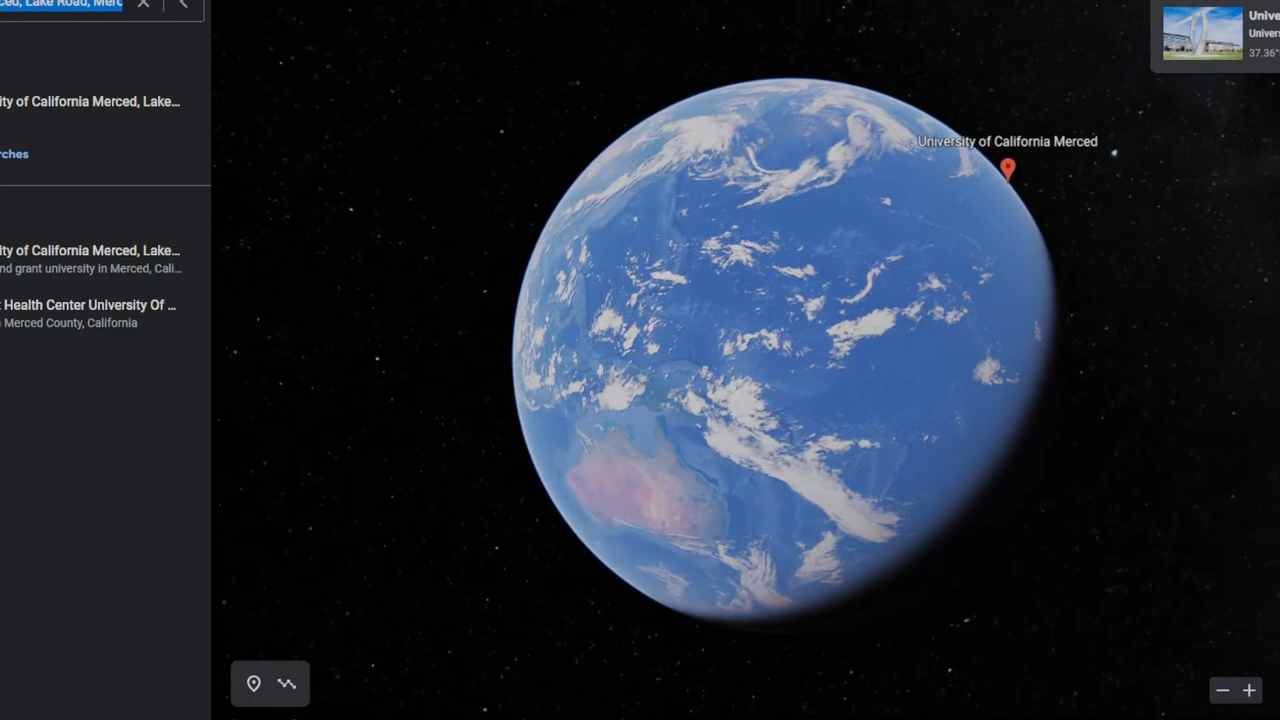 ced, Lake Road, Merc
ity of California Merced, Lake...
rches
ity of California Merced, Lake...
nd grant university in Merced, Cali...
Health Center University Of ...
Merced County, California
University of California Merced
Unive
Univers
37.36°